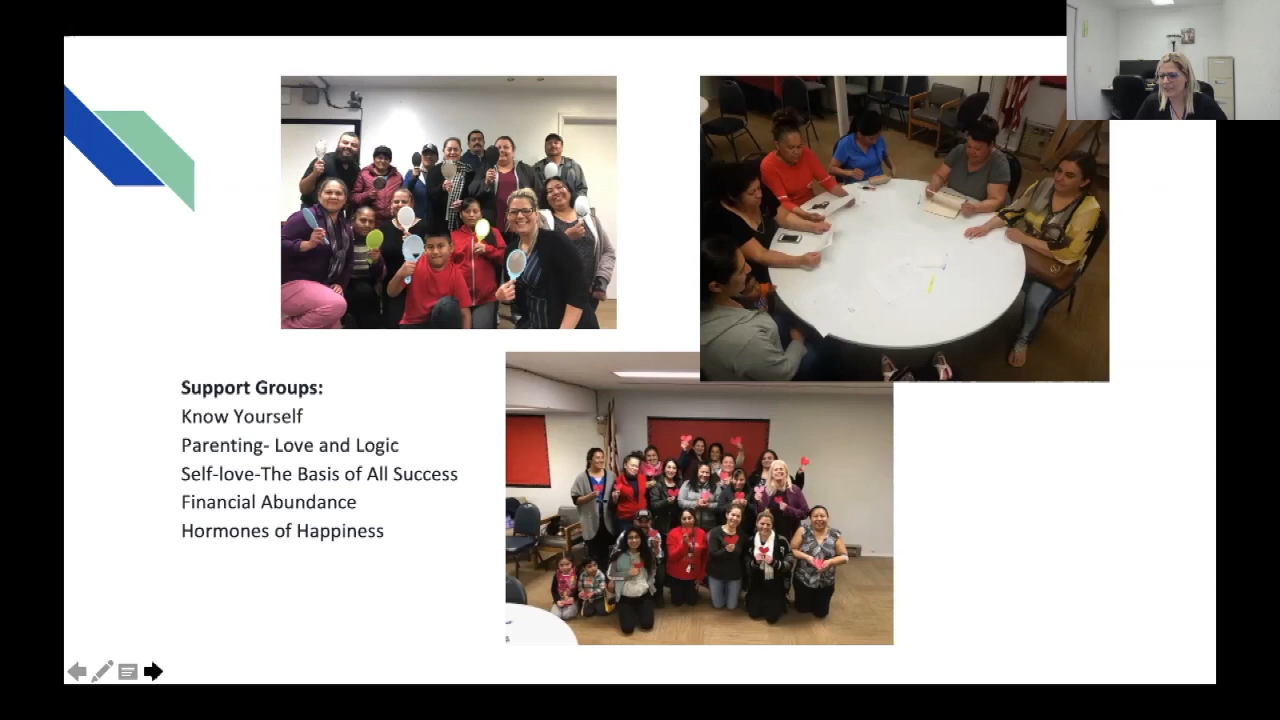 Support Groups:
Know Yourself
Parenting- Love and Logic
Self-love-The Basis of All Success
Financial Abundance
Hormones of Happiness